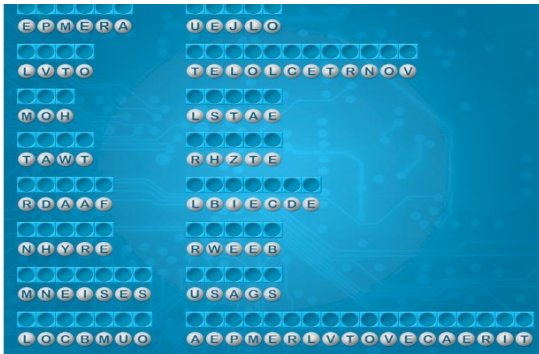 EPMERA UEJLO
LVTO TELOLCETRNOV
MOH LSTAE
TAWT RHZTE
RDAAF LBIECDE
NHYRE RWEEB
MNEISES USAGS
LOCBMUO AEPMERLVTOVECAERIT